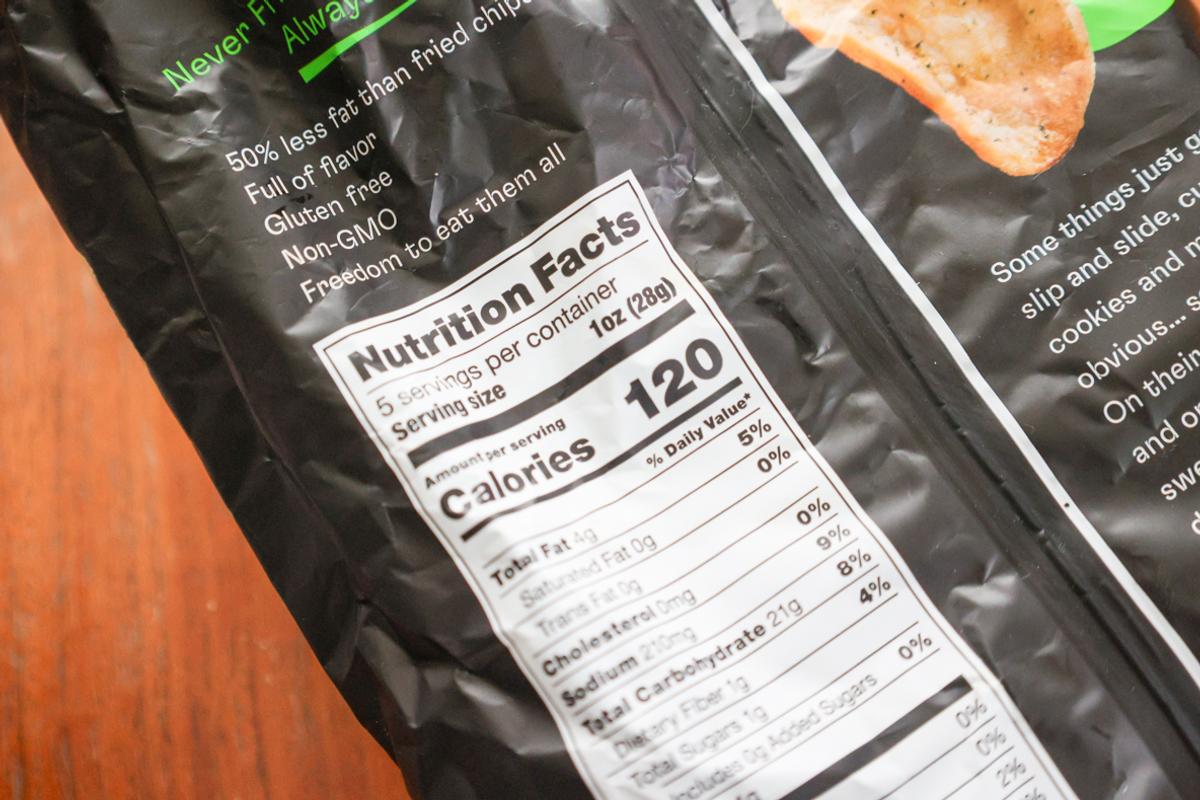 Never
Always
50% less fat than fried chips
Full of flavor
Gluten free
Non-GMO
Freedom to eat them all
Nutrition Facts
5 servings per container
Serving size 1oz (28g)
Amount per serving
Calories 120
% Daily Value*
Total Fat 4g 5%
Saturated Fat 0g 0%
Trans Fat 0g
Cholesterol 0mg 0%
Sodium 210mg 9%
Total Carbohydrate 21g 8%
Dietary Fiber 1g 4%
Total Sugars 1g
Includes 0g Added Sugars 0%
0%
0%
2%
Some things just
slip and slide,
cookies and
obvious...
On
and